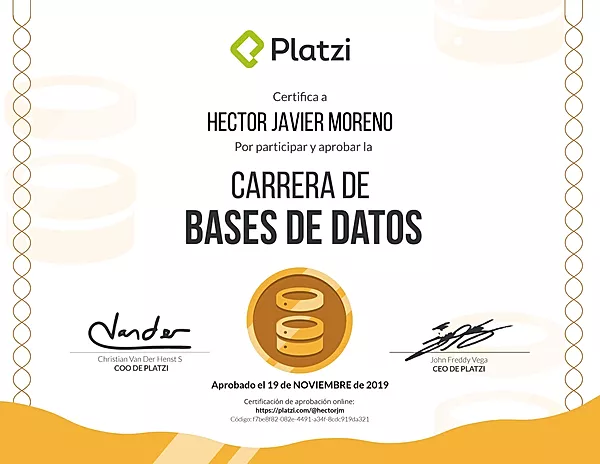 Platzi
Certifica a
HECTOR JAVIER MORENO
Por participar y aprobar la
CARRERA DE
BASES DE DATOS
Vander
Christian Van Der Henst S
COO DE PLATZI
John Freddy Vega
CEO DE PLATZI
Aprobado el 19 de NOVIEMBRE de 2019
Certificación de aprobación online:
https://platzi.com/@hectorjm
Código: f7be8f82-082e-4491-a34f-8cdc919da321